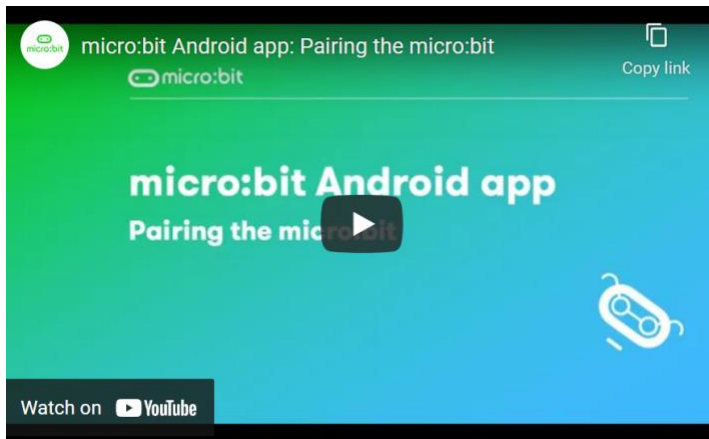 micro:bit
micro:bit Android app: Pairing the micro:bit
Copy link
micro:bit
micro:bit Android app
Pairing the micro:bit
Watch on YouTube